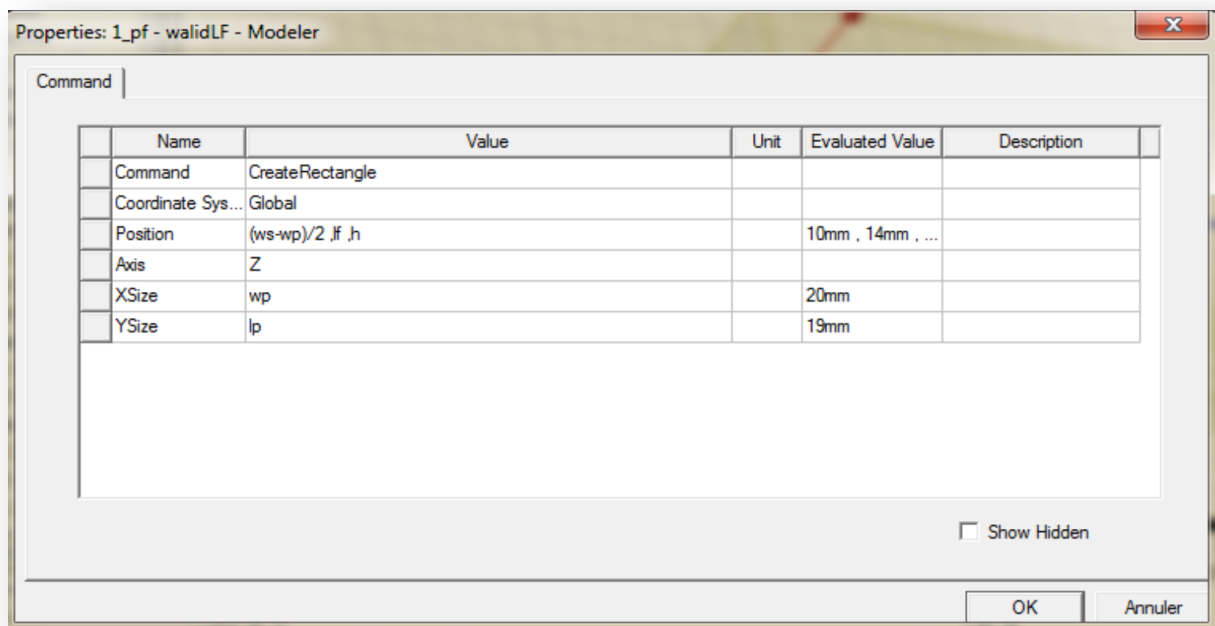 Properties: 1_pf - walidLF - Modeler
Command
Name Value Unit Evaluated Value Description
Command CreateRectangle
Coordinate Sys... Global
Position (ws-wp)/2 ,lf ,h 10mm , 14mm , ...
Axis Z
XSize wp 20mm
YSize lp 19mm
Show Hidden
OK Annuler